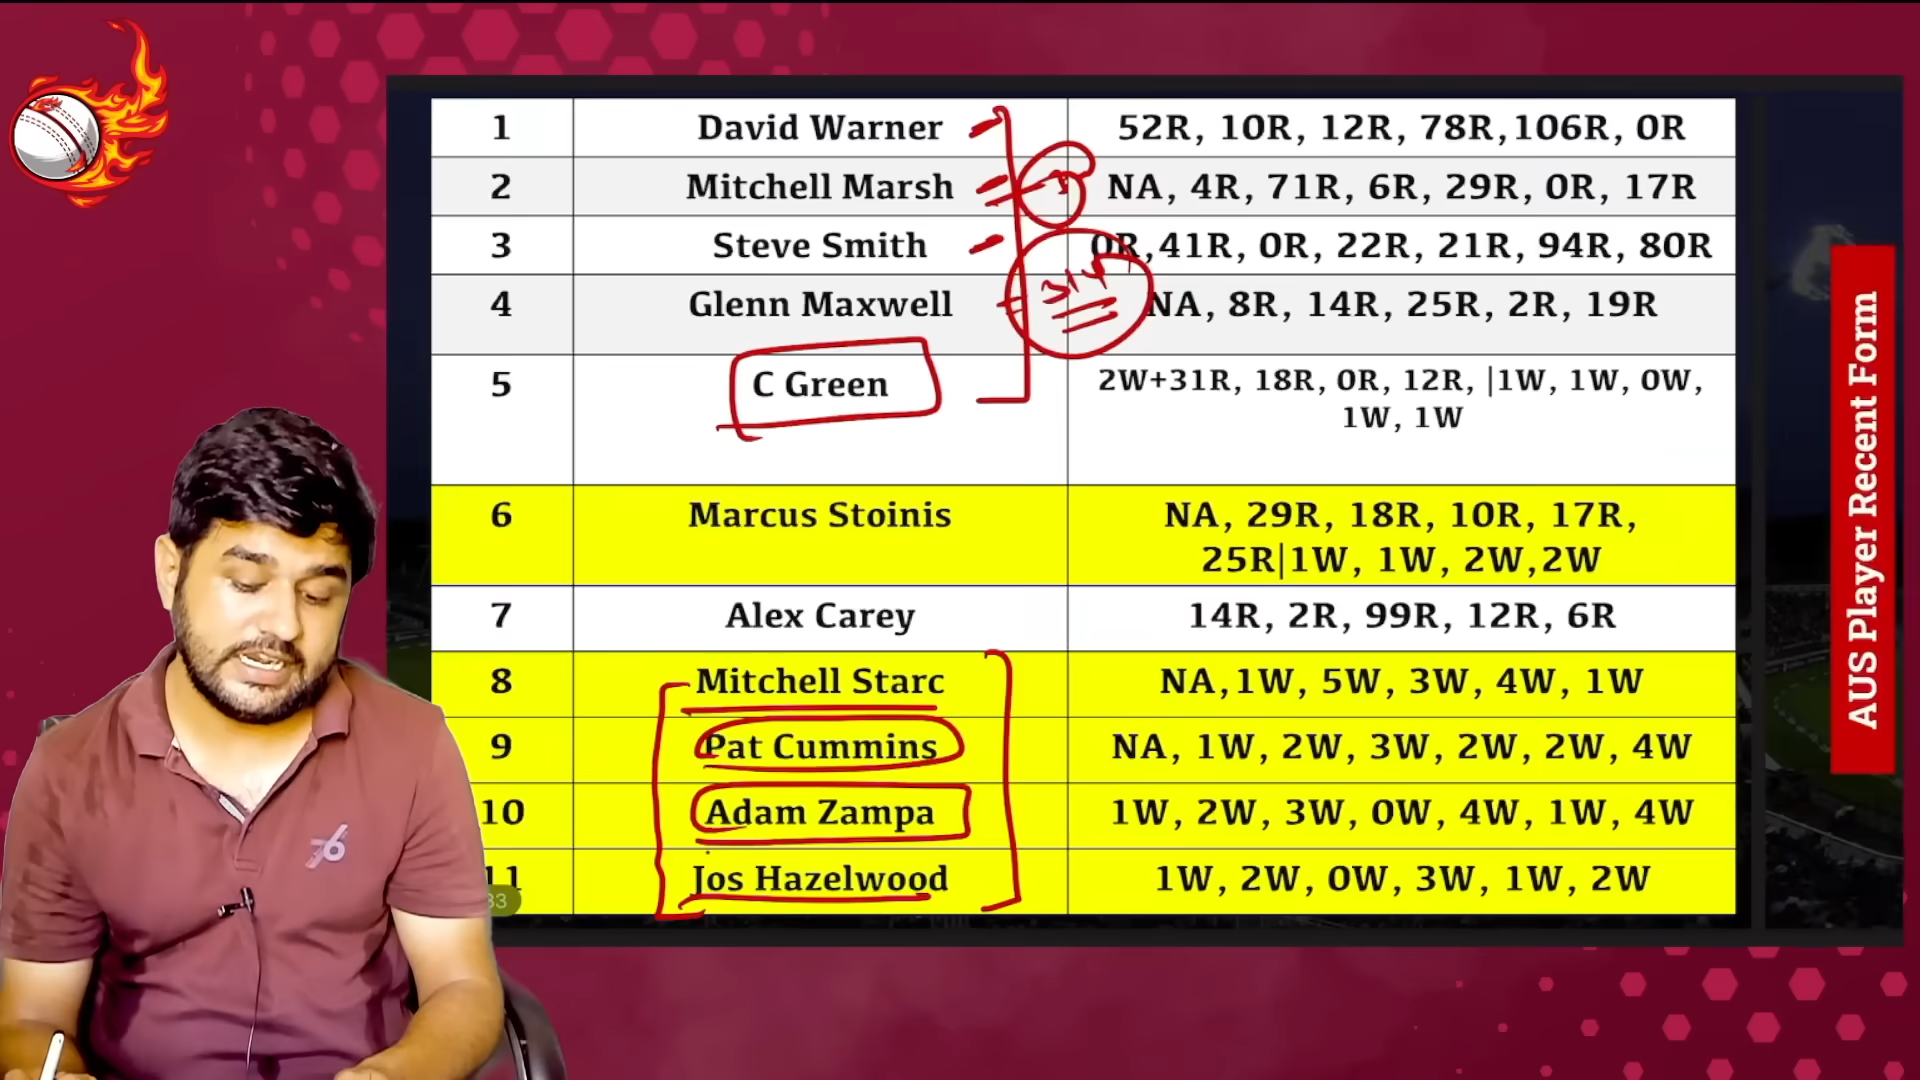 1 David Warner 52R, 10R, 12R, 78R,106R, 0R
2 Mitchell Marsh NA, 4R, 71R, 6R, 29R, 0R, 17R
3 Steve Smith 0R,41R, 0R, 22R, 21R, 94R, 80R
4 Glenn Maxwell NA, 8R, 14R, 25R, 2R, 19R
5 C Green 2W+31R, 18R, 0R, 12R, |1W, 1W, 0W,
1W, 1W
6 Marcus Stoinis NA, 29R, 18R, 10R, 17R,
25R|1W, 1W, 2W,2W
7 Alex Carey 14R, 2R, 99R, 12R, 6R
8 Mitchell Starc NA,1W, 5W, 3W, 4W, 1W
9 Pat Cummins NA, 1W, 2W, 3W, 2W, 2W, 4W
10 Adam Zampa 1W, 2W, 3W, 0W, 4W, 1W, 4W
11 Jos Hazelwood 1W, 2W, 0W, 3W, 1W, 2W
33
AUS Player Recent Form
76